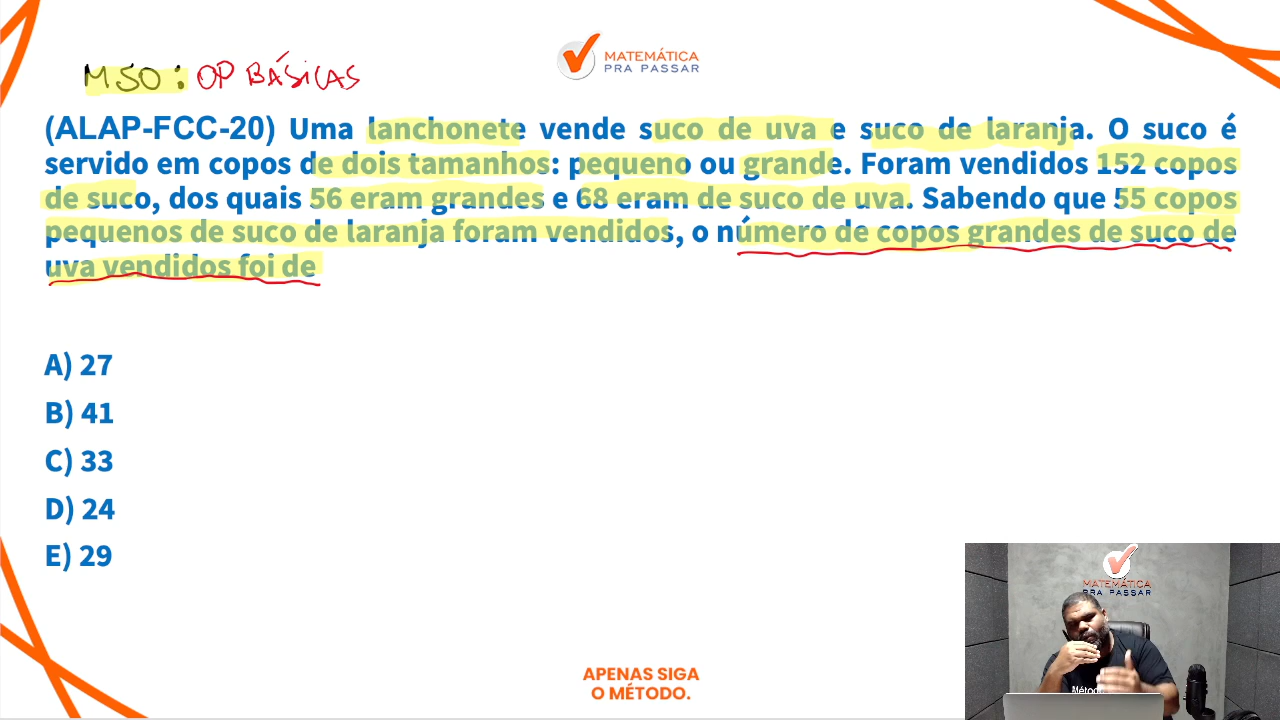 MATEMÁTICA
PRA PASSAR
MSO: OP BÁSICAS
(ALAP-FCC-20) Uma lanchonete vende suco de uva e suco de laranja. O suco é
servido em copos de dois tamanhos: pequeno ou grande. Foram vendidos 152 copos
de suco, dos quais 56 eram grandes e 68 eram de suco de uva. Sabendo que 55 copos
pequenos de suco de laranja foram vendidos, o número de copos grandes de suco de
uva vendidos foi de
A) 27
B) 41
C) 33
D) 24
E) 29
MATEMÁTICA
PRA PASSAR
Método
APENAS SIGA
O MÉTODO.